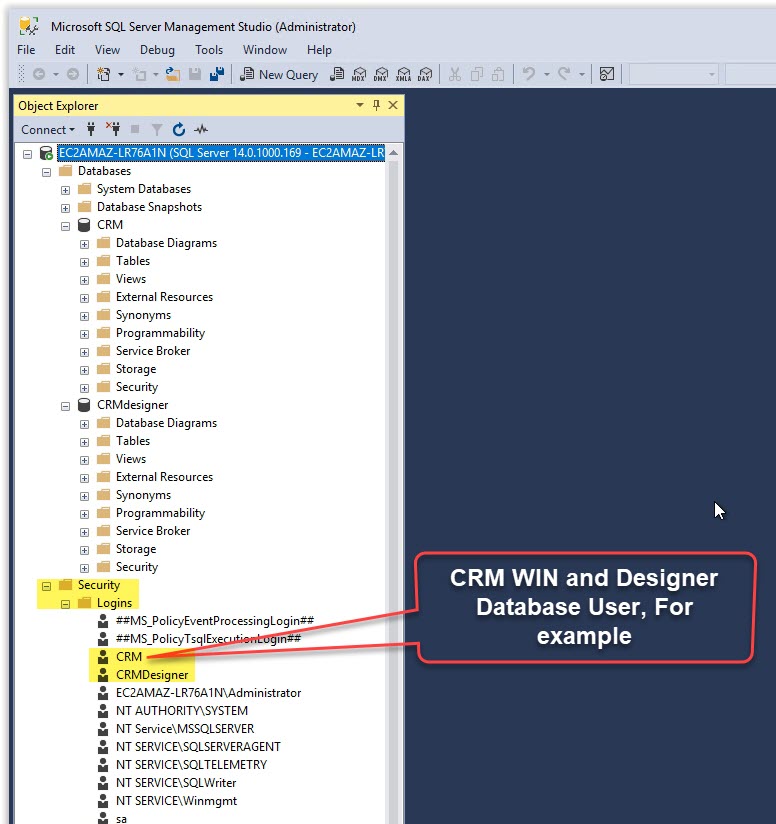 Microsoft SQL Server Management Studio (Administrator)
File Edit View Debug Tools Window Help
New Query MDX DMX XMLA DAX
Object Explorer
Connect
EC2AMAZ-LR76A1N (SQL Server 14.0.1000.169 - EC2AMAZ-LR
Databases
System Databases
Database Snapshots
CRM
Database Diagrams
Tables
Views
External Resources
Synonyms
Programmability
Service Broker
Storage
Security
CRMdesigner
Database Diagrams
Tables
Views
External Resources
Synonyms
Programmability
Service Broker
Storage
Security
Security
Logins
##MS_PolicyEventProcessingLogin##
##MS_PolicyTsqlExecutionLogin##
CRM
CRMDesigner
EC2AMAZ-LR76A1N\Administrator
NT AUTHORITY\SYSTEM
NT Service\MSSQLSERVER
NT SERVICE\SQLSERVERAGENT
NT SERVICE\SQLTELEMETRY
NT SERVICE\SQLWriter
NT SERVICE\Winmgmt
sa
CRM WIN and Designer
Database User, For
example